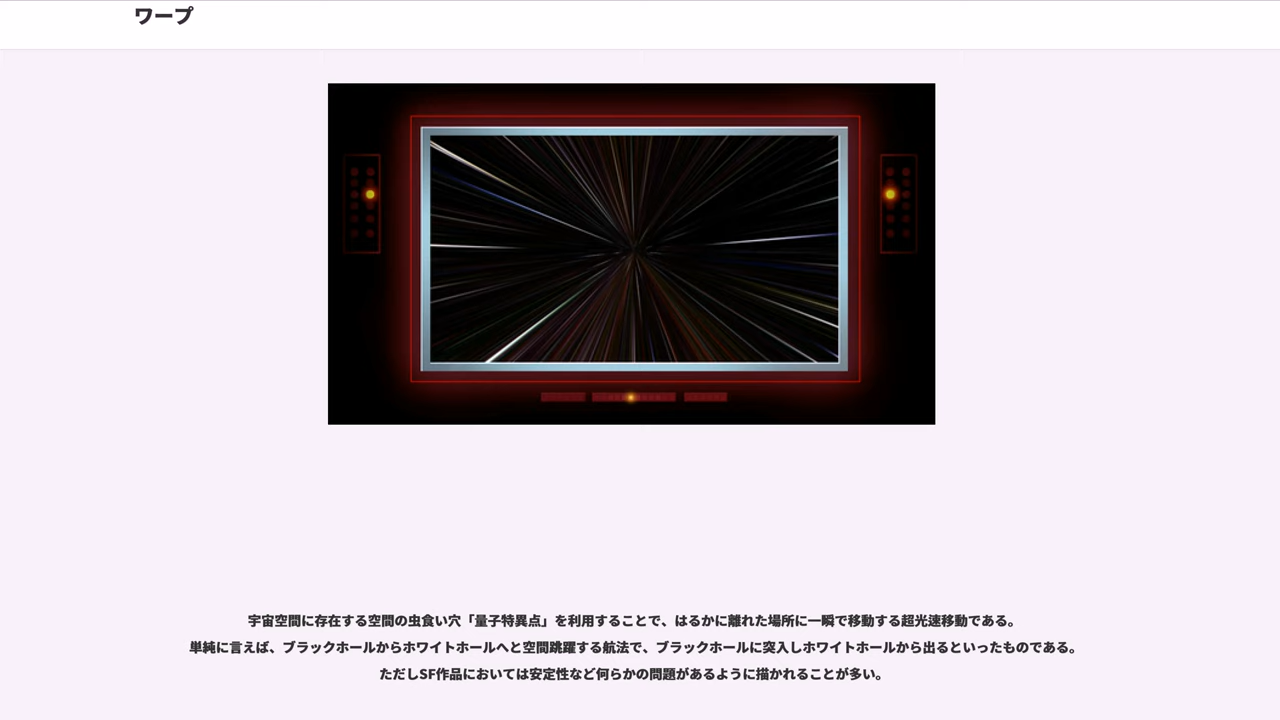 ワープ
宇宙空間に存在する空間の虫食い穴「量子特異点」を利用することで、はるかに離れた場所に一瞬で移動する超光速移動である。
単純に言えば、ブラックホールからホワイトホールへと空間跳躍する航法で、ブラックホールに突入しホワイトホールから出るといったものである。
ただしSF作品においては安定性など何らかの問題があるように描かれることが多い。